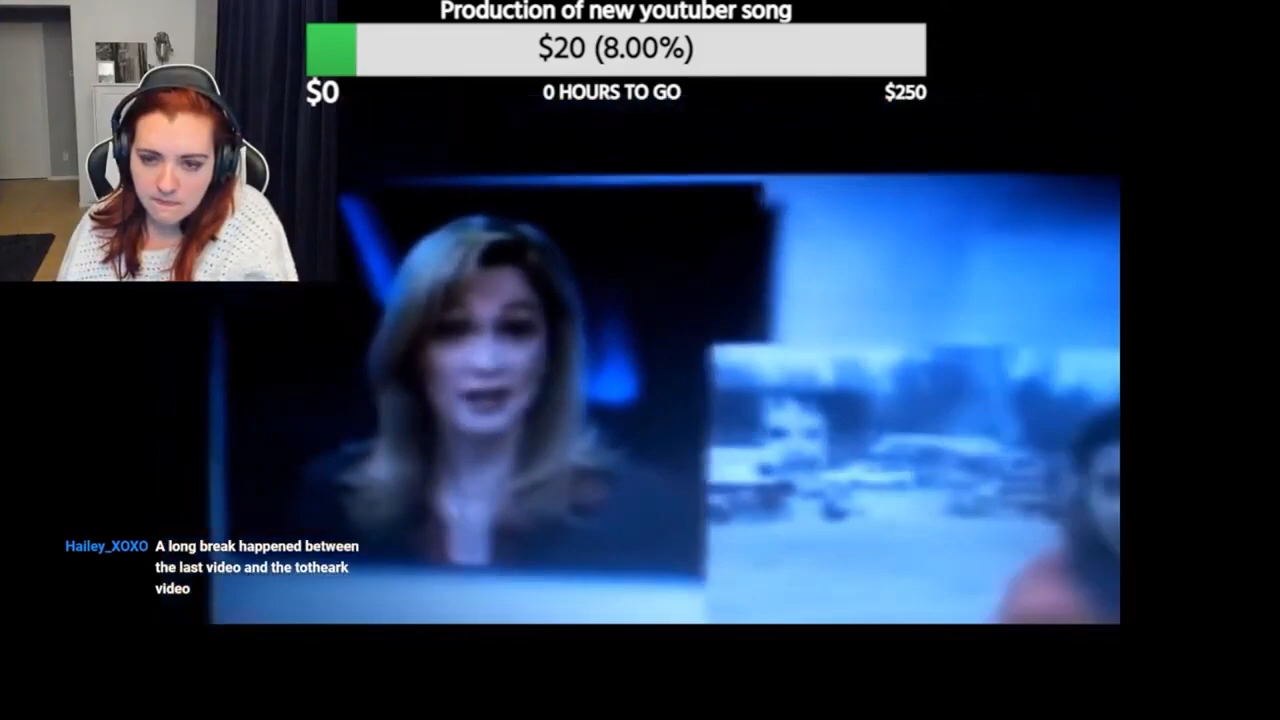 Production of new youtuber song
$20 (8.00%)
$0 0 HOURS TO GO $250
Hailey_XOXO A long break happened between
the last video and the totheark
video